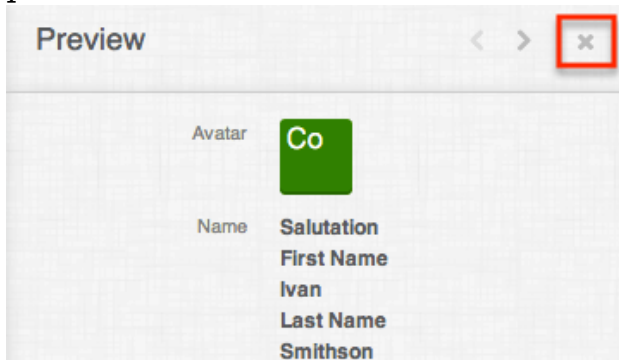 Preview
Avatar
Co
Name
Salutation
First Name
Ivan
Last Name
Smithson